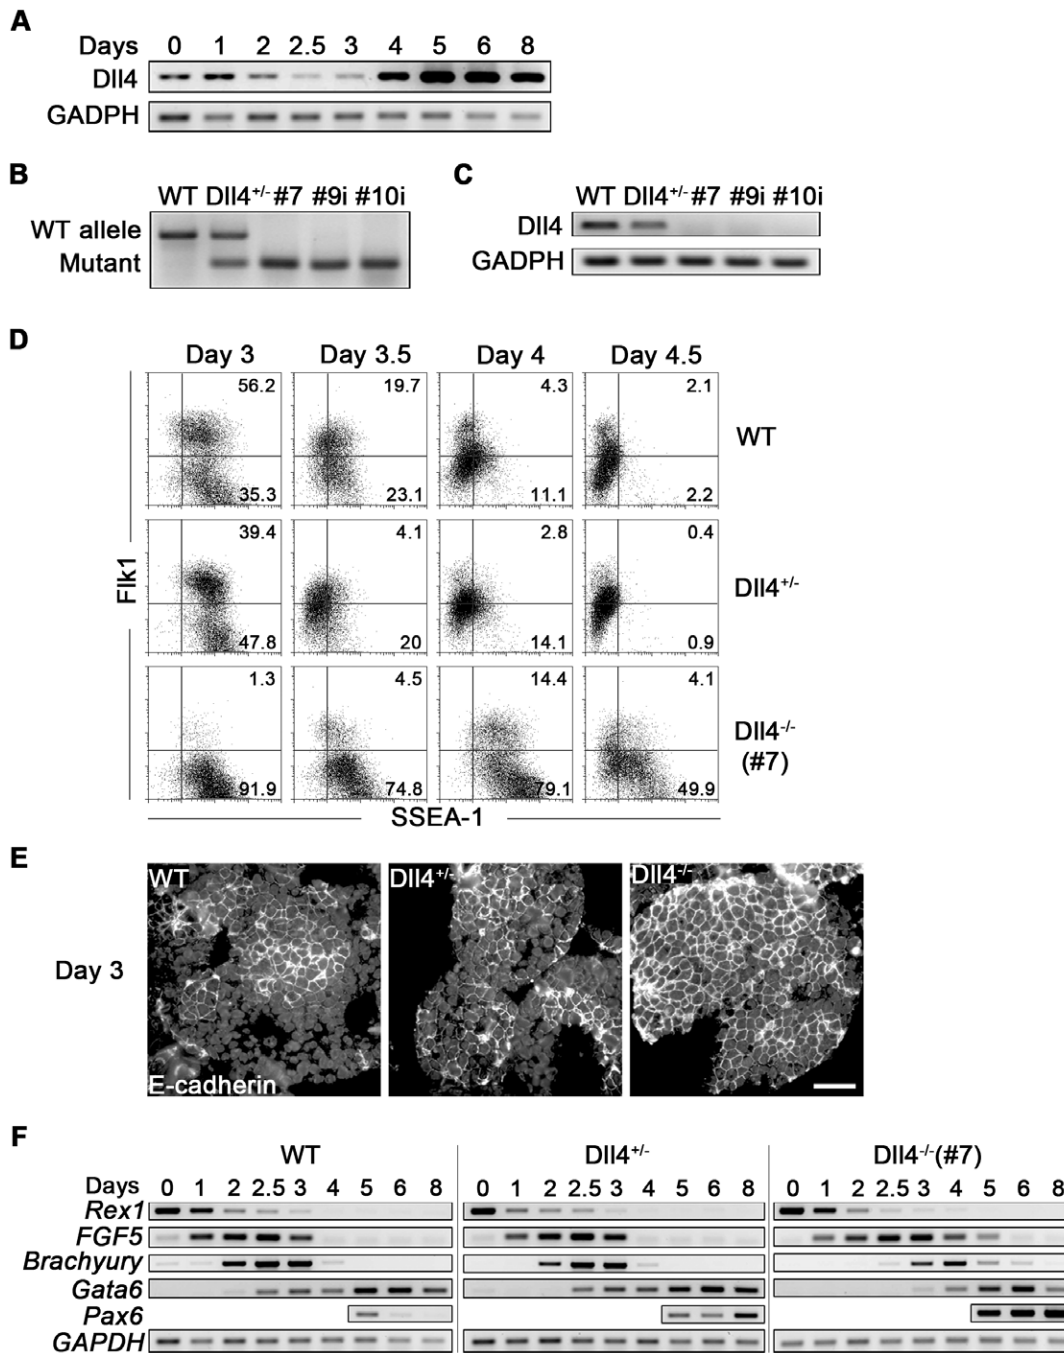 A
Days 0 1 2 2.5 3 4 5 6 8
Dll4
GADPH
B
WT Dll4+/- #7 #9i #10i
WT allele
Mutant
C
WT Dll4+/- #7 #9i #10i
Dll4
GADPH
D
Day 3 Day 3.5 Day 4 Day 4.5
56.2 19.7 4.3 2.1
WT
35.3 23.1 11.1 2.2
39.4 4.1 2.8 0.4
Dll4+/-
47.8 20 14.1 0.9
1.3 4.5 14.4 4.1
Dll4-/-
(#7)
91.9 74.8 79.1 49.9
Flk1
SSEA-1
E
WT Dll4+/- Dll4-/-
Day 3
E-cadherin
F
WT Dll4+/- Dll4-/-(#7)
Days 0 1 2 2.5 3 4 5 6 8 0 1 2 2.5 3 4 5 6 8 0 1 2 2.5 3 4 5 6 8
Rex1
FGF5
Brachyury
Gata6
Pax6
GAPDH